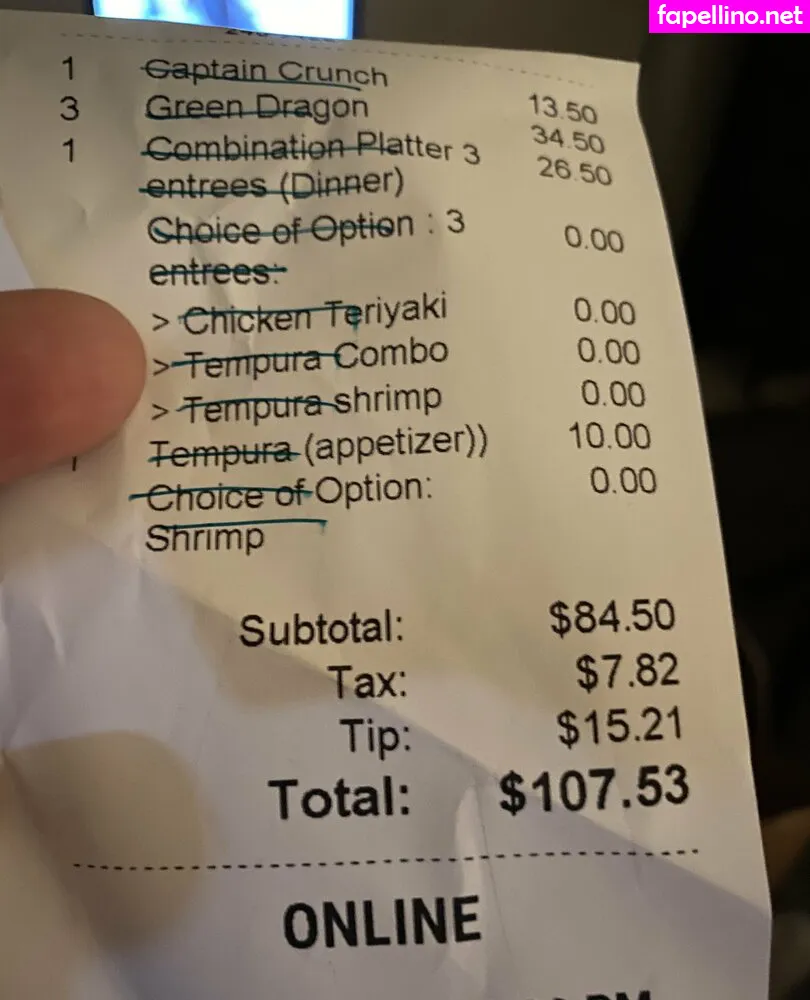 fapellino.net
1 Captain Crunch 13.50
3 Green Dragon 34.50
1 Combination Platter 3 26.50
entrees (Dinner)
Choice of Option : 3 0.00
entrees:
> Chicken Teriyaki 0.00
> Tempura Combo 0.00
> Tempura shrimp 0.00
1 Tempura (appetizer)) 10.00
Choice of Option: 0.00
Shrimp
Subtotal: $84.50
Tax: $7.82
Tip: $15.21
Total: $107.53
ONLINE
PM